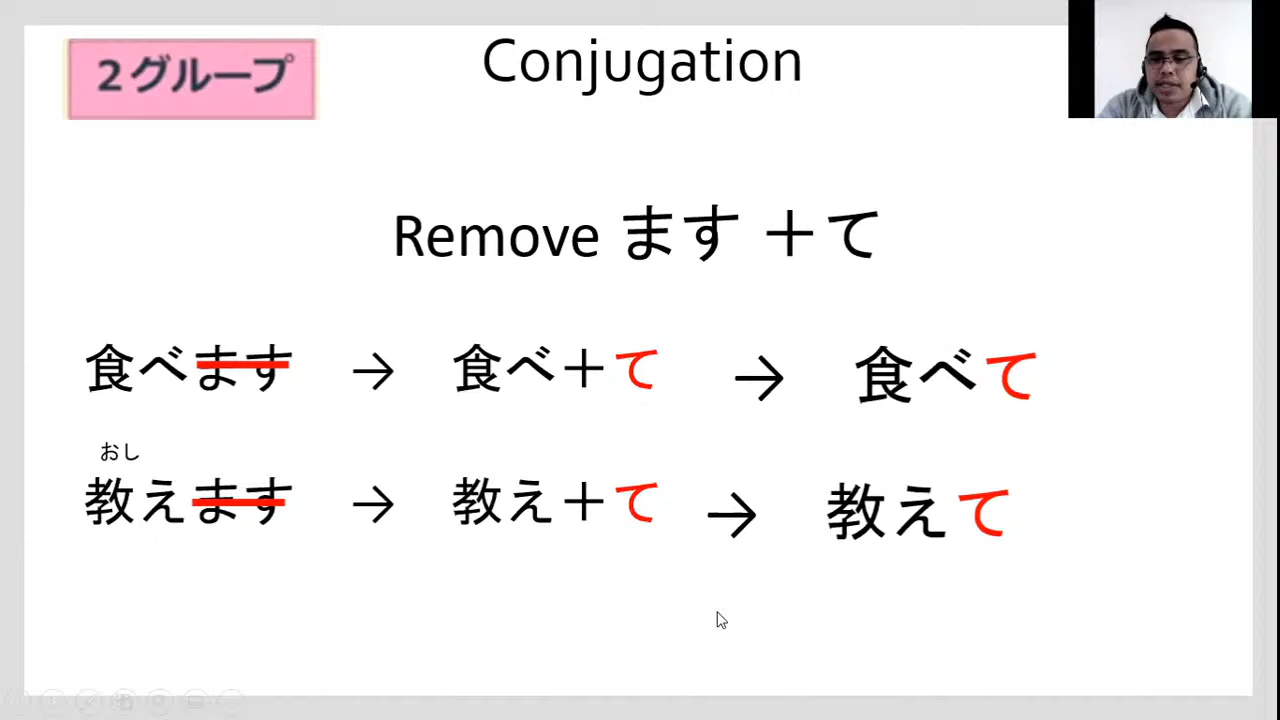 2グループ
Conjugation
Remove ます ＋て
食べます → 食べ＋て → 食べて
おし
教えます → 教え＋て → 教えて